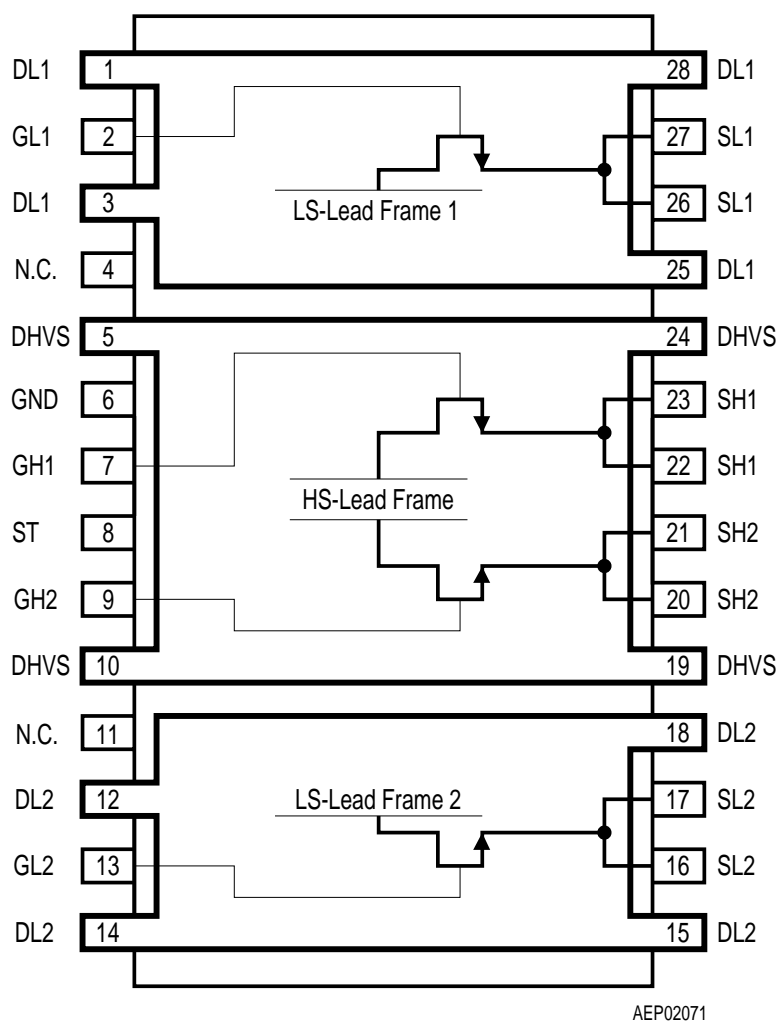 DL1 1 28 DL1
GL1 2 27 SL1
DL1 3 26 SL1
LS-Lead Frame 1
N.C. 4 25 DL1
DHVS 5 24 DHVS
GND 6 23 SH1
GH1 7 22 SH1
HS-Lead Frame
ST 8 21 SH2
GH2 9 20 SH2
DHVS 10 19 DHVS
N.C. 11 18 DL2
DL2 12 17 SL2
LS-Lead Frame 2
GL2 13 16 SL2
DL2 14 15 DL2
AEP02071